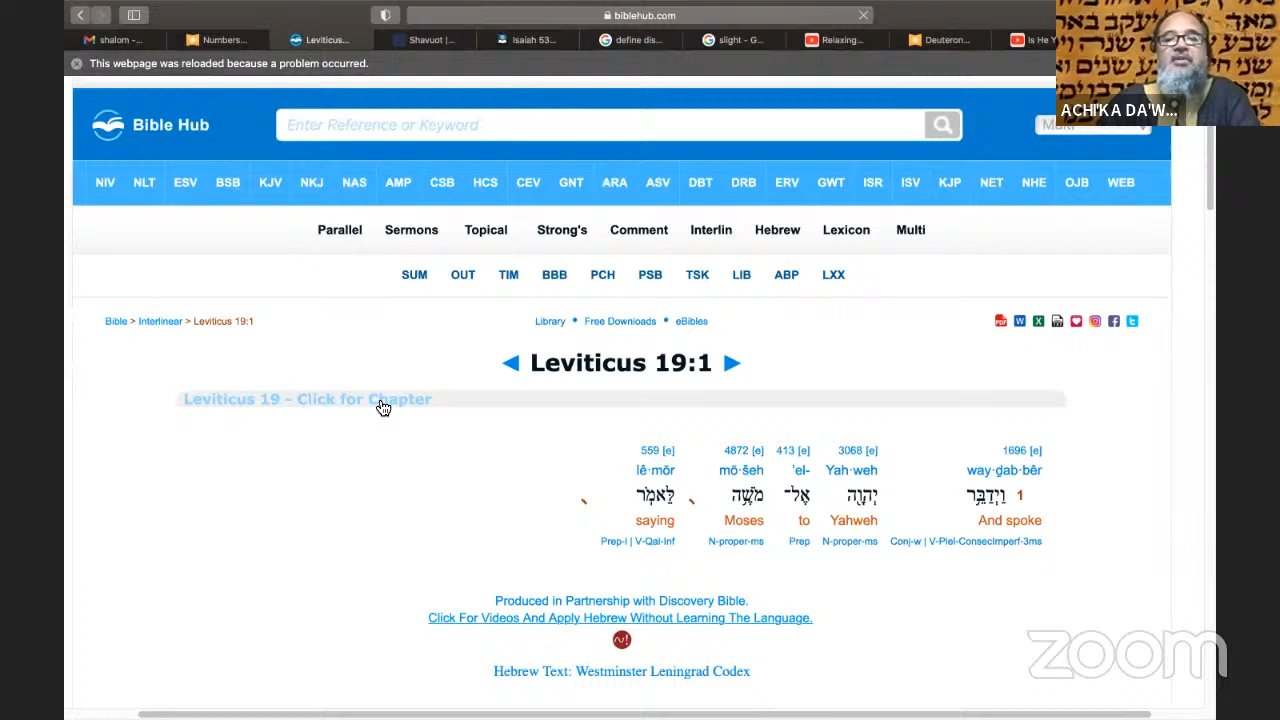 biblehub.com
shalom -...
Numbers...
Leviticus...
Shavuot |...
Isaiah 53...
define dis...
slight - G...
Relaxing...
Deuteron...
Is He Y
This webpage was reloaded because a problem occurred.
ACHI'KA DA'W...
Bible Hub
Enter Reference or Keyword
Multi
NIV NLT ESV BSB KJV NKJ NAS AMP CSB HCS CEV GNT ARA ASV DBT DRB ERV GWT ISR ISV KJP NET NHE OJB WEB
Parallel Sermons Topical Strong's Comment Interlin Hebrew Lexicon Multi
SUM OUT TIM BBB PCH PSB TSK LIB ABP LXX
Bible > Interlinear > Leviticus 19:1
Library • Free Downloads • eBibles
◄ Leviticus 19:1 ►
Leviticus 19 - Click for Chapter
559 [e] 4872 [e] 413 [e] 3068 [e] 1696 [e]
lê·mōr mō·šeh 'el- Yah·weh way·ḏab·bêr
1 וַיְדַבֵּ֥ר יְהוָ֖ה אֶל־ מֹשֶׁ֥ה לֵּאמֹֽר׃
saying Moses to Yahweh And spoke
Prep-l | V-Qal-Inf N-proper-ms Prep N-proper-ms Conj-w | V-Piel-ConsecImperf-3ms
Produced in Partnership with Discovery Bible.
Click For Videos And Apply Hebrew Without Learning The Language.
Hebrew Text: Westminster Leningrad Codex
zoom